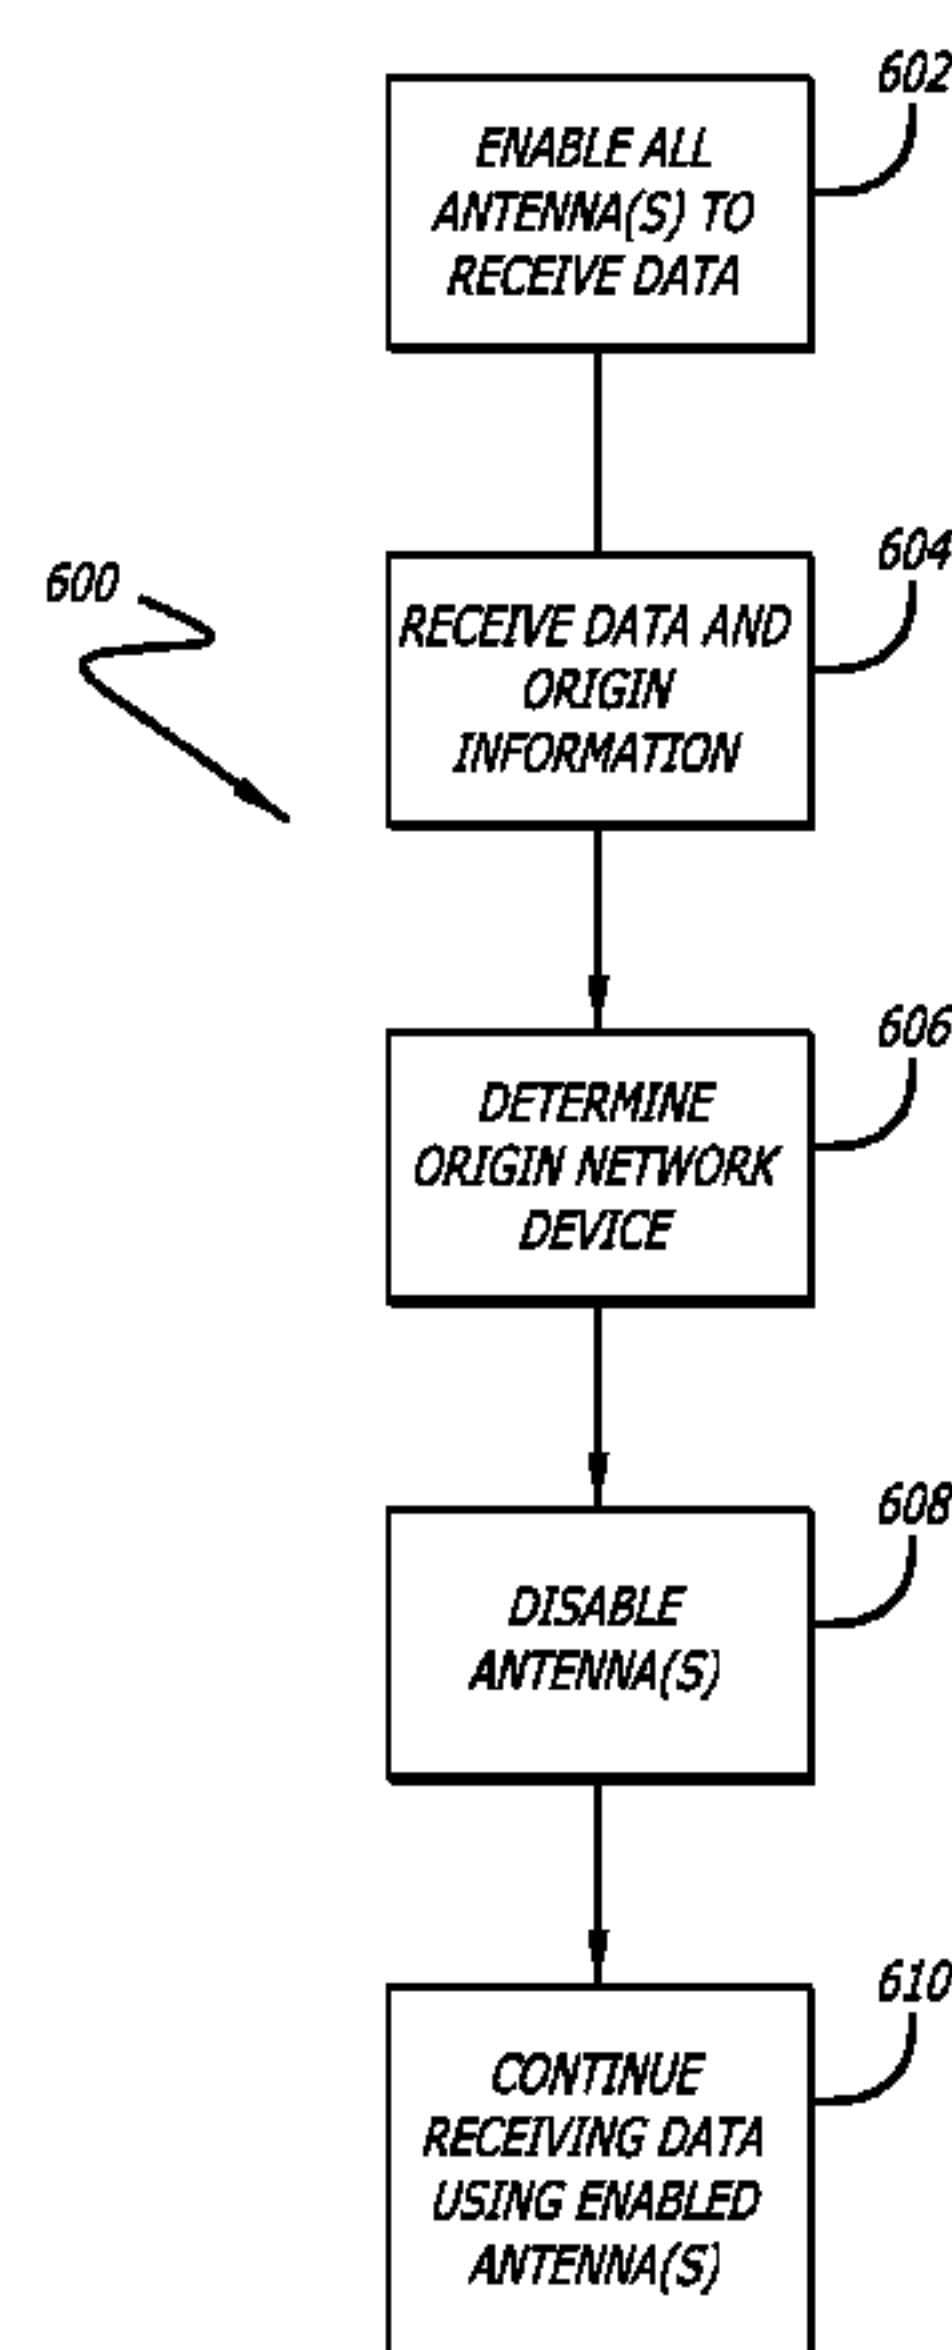 602
ENABLE ALL
ANTENNA(S) TO
RECEIVE DATA
604
600
RECEIVE DATA AND
ORIGIN
INFORMATION
606
DETERMINE
ORIGIN NETWORK
DEVICE
608
DISABLE
ANTENNA(S)
610
CONTINUE
RECEIVING DATA
USING ENABLED
ANTENNA(S)